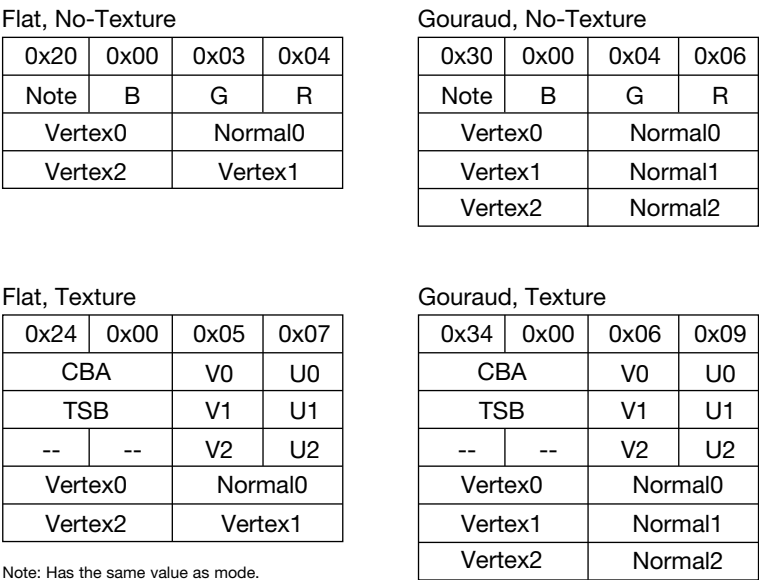 Flat, No-Texture
0x20 0x00 0x03 0x04
Note B G R
Vertex0 Normal0
Vertex2 Vertex1
Gouraud, No-Texture
0x30 0x00 0x04 0x06
Note B G R
Vertex0 Normal0
Vertex1 Normal1
Vertex2 Normal2
Flat, Texture
0x24 0x00 0x05 0x07
CBA V0 U0
TSB V1 U1
-- -- V2 U2
Vertex0 Normal0
Vertex2 Vertex1
Note: Has the same value as mode.
Gouraud, Texture
0x34 0x00 0x06 0x09
CBA V0 U0
TSB V1 U1
-- -- V2 U2
Vertex0 Normal0
Vertex1 Normal1
Vertex2 Normal2